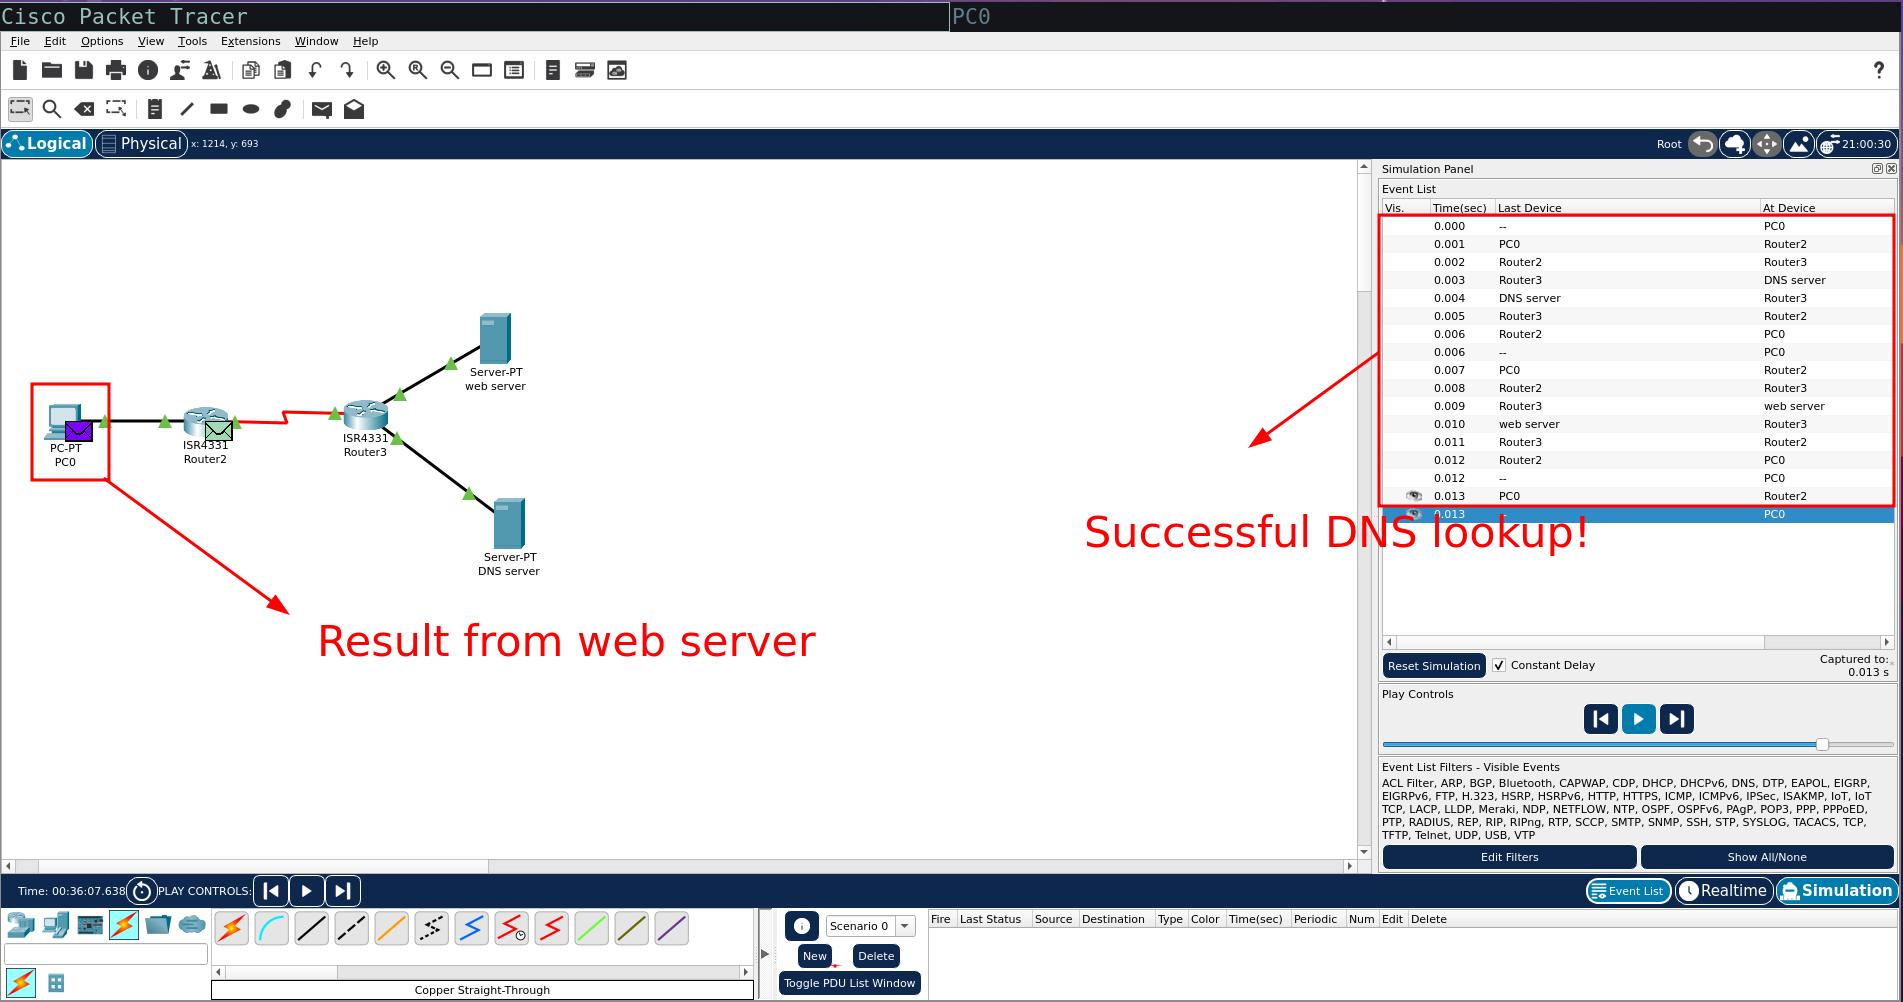 Cisco Packet Tracer PC0
File Edit Options View Tools Extensions Window Help
Logical Physical x: 1214, y: 693 Root 21:00:30
Simulation Panel
Event List
Vis. Time(sec) Last Device At Device
0.000 -- PC0
0.001 PC0 Router2
0.002 Router2 Router3
0.003 Router3 DNS server
0.004 DNS server Router3
0.005 Router3 Router2
0.006 Router2 PC0
0.006 -- PC0
0.007 PC0 Router2
0.008 Router2 Router3
0.009 Router3 web server
0.010 web server Router3
0.011 Router3 Router2
0.012 Router2 PC0
0.012 -- PC0
0.013 PC0 Router2
0.013 -- PC0
Server-PT
web server
PC-PT
PC0
ISR4331
Router2
ISR4331
Router3
Server-PT
DNS server
Successful DNS lookup!
Result from web server
Reset Simulation Constant Delay Captured to:
0.013 s
Play Controls
Event List Filters - Visible Events
ACL Filter, ARP, BGP, Bluetooth, CAPWAP, CDP, DHCP, DHCPv6, DNS, DTP, EAPOL, EIGRP,
EIGRPv6, FTP, H.323, HSRP, HSRPv6, HTTP, HTTPS, ICMP, ICMPv6, IPSec, ISAKMP, IoT, IoT
TCP, LACP, LLDP, Meraki, NDP, NETFLOW, NTP, OSPF, OSPFv6, PAgP, POP3, PPP, PPPoED,
PTP, RADIUS, REP, RIP, RIPng, RTP, SCCP, SMTP, SNMP, SSH, STP, SYSLOG, TACACS, TCP,
TFTP, Telnet, UDP, USB, VTP
Edit Filters Show All/None
Time: 00:36:07.638 PLAY CONTROLS: Event List Realtime Simulation
Scenario 0
New Delete
Toggle PDU List Window
Fire Last Status Source Destination Type Color Time(sec) Periodic Num Edit Delete
Copper Straight-Through